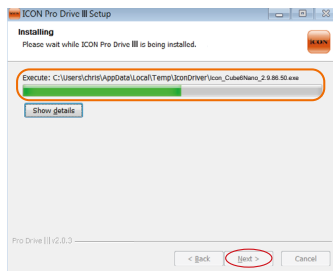 ICON Pro Drive III Setup
Installing
Please wait while ICON Pro Drive III is being installed.
ICON
Execute: C:\Users\chris\AppData\Local\Temp\IconDriver\Icon_Cube6Nano_2.9.86.50.exe
Show details
Pro Drive III v2.0.3
< Back
Next >
Cancel